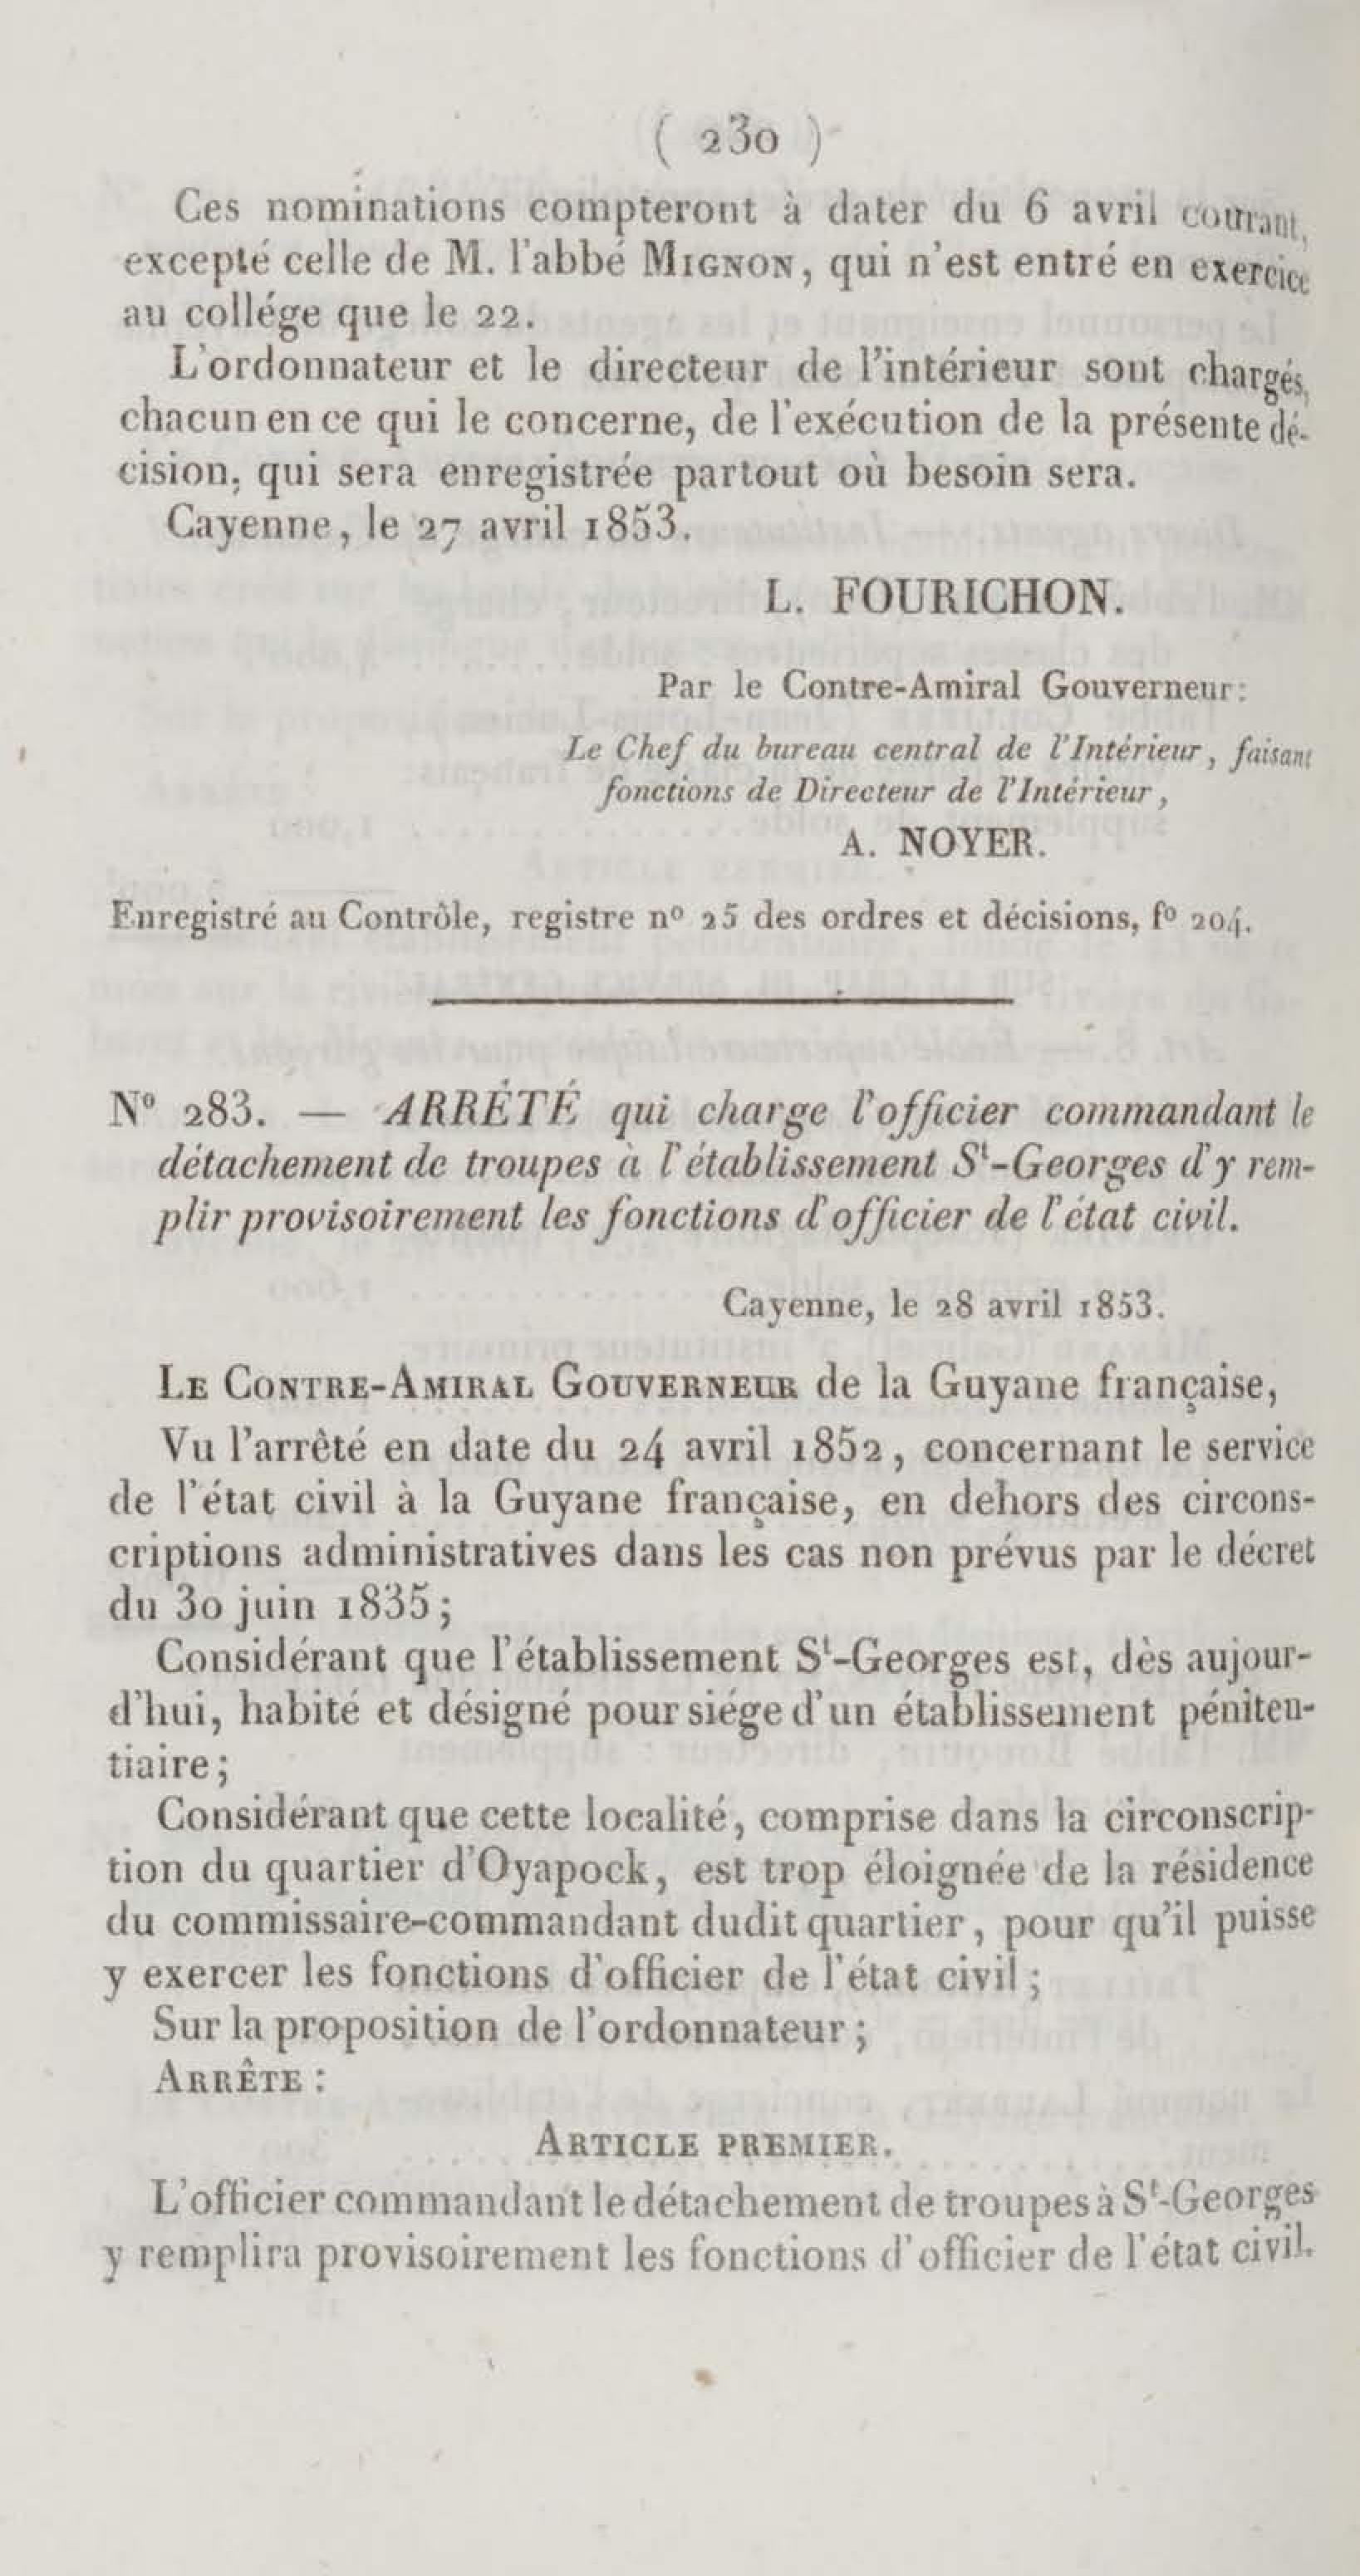 ( 230 )
Ces nominations compteront à dater du 6 avril courant,
excepté celle de M. l'abbé MIGNON, qui n'est entré en exercice
au collége que le 22.
L'ordonnateur et le directeur de l'intérieur sont chargés,
chacun en ce qui le concerne, de l'exécution de la présente dé-
cision, qui sera enregistrée partout où besoin sera.
Cayenne, le 27 avril 1853.
L. FOURICHON.
Par le Contre-Amiral Gouverneur:
Le Chef du bureau central de l'Intérieur, faisant
fonctions de Directeur de l'Intérieur,
A. NOYER.
Enregistré au Contrôle, registre nº 25 des ordres et décisions, fº 204.
Nº 283. — ARRÊTÉ qui charge l'officier commandant le
détachement de troupes à l'établissement St-Georges d'y rem-
plir provisoirement les fonctions d'officier de l'état civil.
Cayenne, le 28 avril 1853.
LE CONTRE-AMIRAL GOUVERNEUR de la Guyane française,
Vu l'arrêté en date du 24 avril 1852, concernant le service
de l'état civil à la Guyane française, en dehors des circons-
criptions administratives dans les cas non prévus par le décret
du 30 juin 1835;
Considérant que l'établissement St-Georges est, dès aujour-
d'hui, habité et désigné pour siége d'un établissement péniten-
tiaire;
Considérant que cette localité, comprise dans la circonscrip-
tion du quartier d'Oyapock, est trop éloignée de la résidence
du commissaire-commandant dudit quartier, pour qu'il puisse
y exercer les fonctions d'officier de l'état civil;
Sur la proposition de l'ordonnateur;
ARRÊTE :
ARTICLE PREMIER.
L'officier commandant le détachement de troupes à St-Georges
y remplira provisoirement les fonctions d'officier de l'état civil.